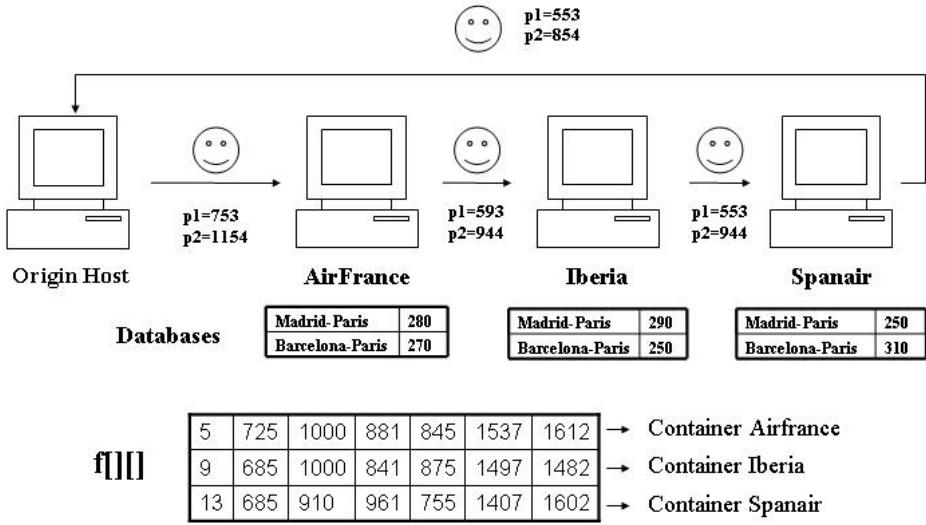 p1=553
p2=854
p1=753
p2=1154
p1=593
p2=944
p1=553
p2=944
Origin Host
AirFrance
Iberia
Spanair
Databases
Madrid-Paris 280
Barcelona-Paris 270
Madrid-Paris 290
Barcelona-Paris 250
Madrid-Paris 250
Barcelona-Paris 310
f[][]
5 725 1000 881 845 1537 1612 → Container Airfrance
9 685 1000 841 875 1497 1482 → Container Iberia
13 685 910 961 755 1407 1602 → Container Spanair